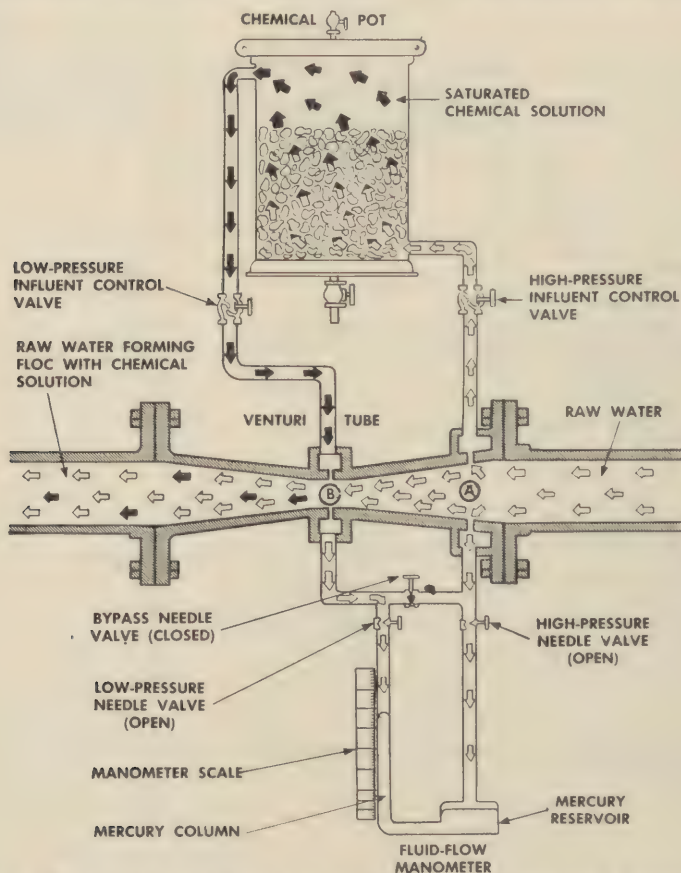 CHEMICAL POT
SATURATED
CHEMICAL SOLUTION
LOW-PRESSURE
INFLUENT CONTROL
VALVE
HIGH-PRESSURE
INFLUENT CONTROL
VALVE
RAW WATER FORMING
FLOC WITH CHEMICAL
SOLUTION
VENTURI TUBE
RAW WATER
B
A
BYPASS NEEDLE
VALVE (CLOSED)
HIGH-PRESSURE
NEEDLE VALVE
(OPEN)
LOW-PRESSURE
NEEDLE VALVE
(OPEN)
MANOMETER SCALE
MERCURY COLUMN
MERCURY
RESERVOIR
FLUID-FLOW
MANOMETER